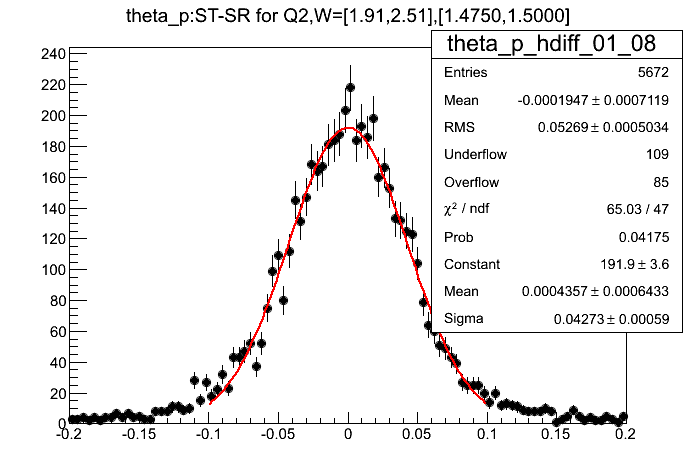 theta_p:ST-SR for Q2,W=[1.91,2.51],[1.4750,1.5000]
theta_p_hdiff_01_08
Entries 5672
Mean -0.0001947 ± 0.0007119
RMS 0.05269 ± 0.0005034
Underflow 109
Overflow 85
χ² / ndf 65.03 / 47
Prob 0.04175
Constant 191.9 ± 3.6
Mean 0.0004357 ± 0.0006433
Sigma 0.04273 ± 0.00059
240
220
200
180
160
140
120
100
80
60
40
20
0
-0.2 -0.15 -0.1 -0.05 0 0.05 0.1 0.15 0.2